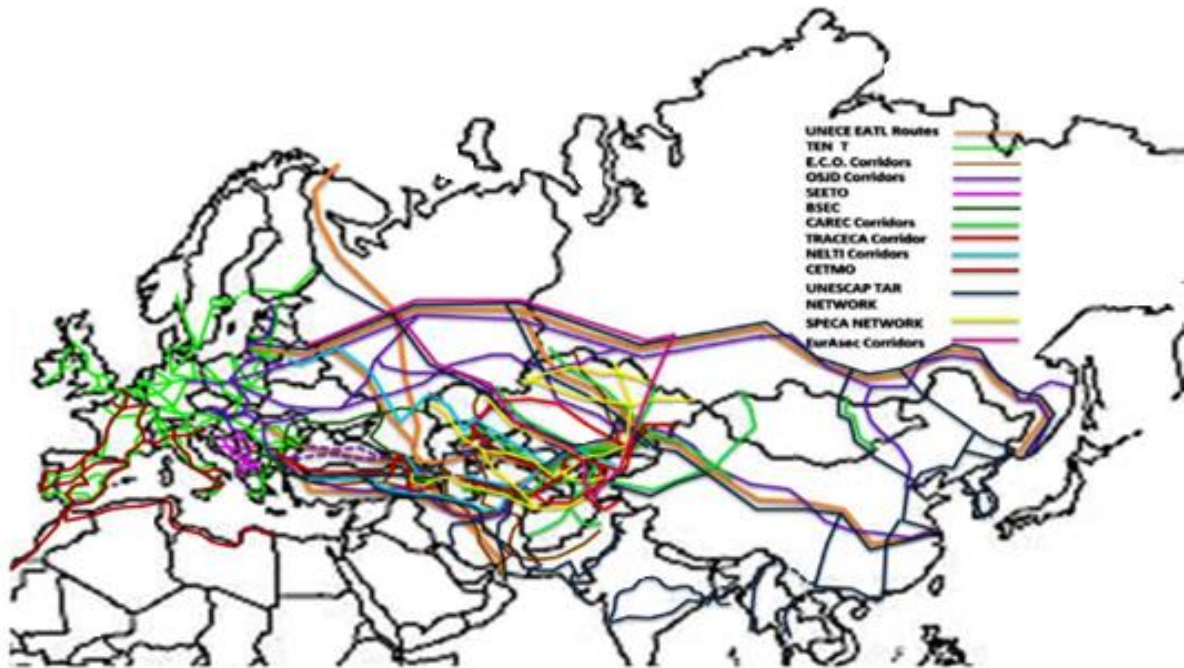 UNECE EATL Routes
TEN T
E.C.O. Corridors
OSJD Corridors
SEETO
BSEC
CAREC Corridors
TRACECA Corridor
NELTI Corridors
CETMO
UNESCAP TAR
NETWORK
SPECA NETWORK
EurAsec Corridors